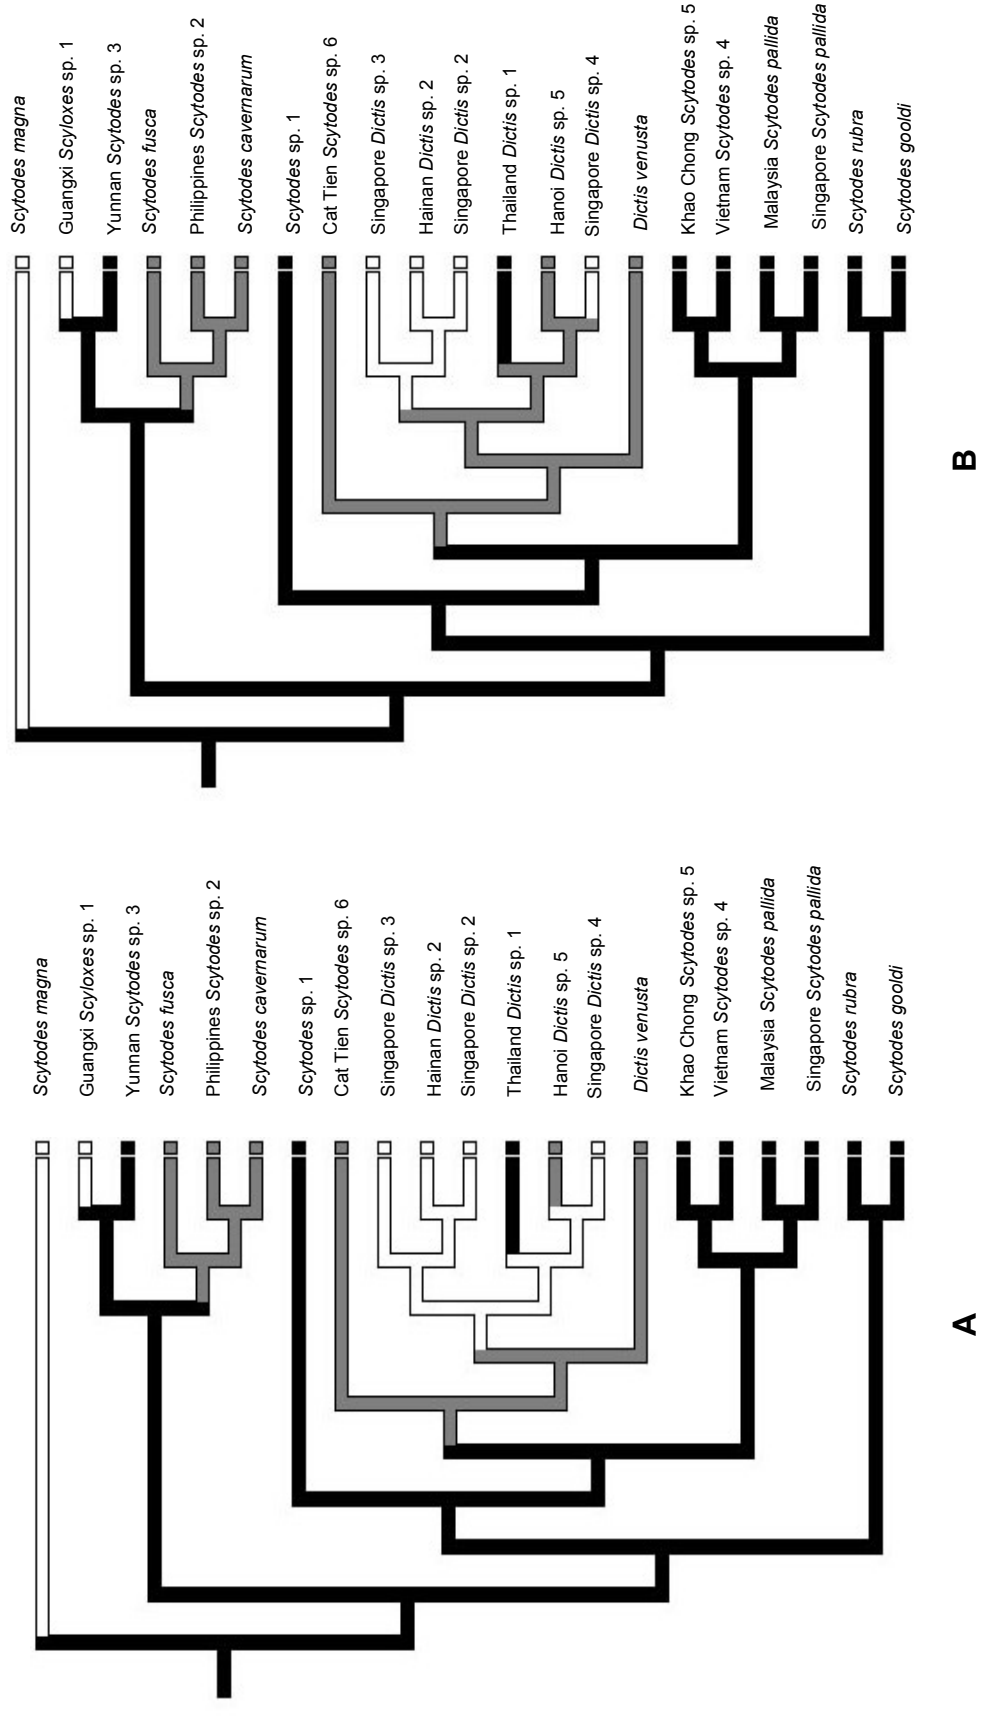 Scytodes magna
Guangxi Scyloxes sp. 1
Yunnan Scytodes sp. 3
Scytodes fusca
Philippines Scytodes sp. 2
Scytodes cavernarum
Scytodes sp. 1
Cat Tien Scytodes sp. 6
Singapore Dictis sp. 3
Hainan Dictis sp. 2
Singapore Dictis sp. 2
Thailand Dictis sp. 1
Hanoi Dictis sp. 5
Singapore Dictis sp. 4
Dictis venusta
Khao Chong Scytodes sp. 5
Vietnam Scytodes sp. 4
Malaysia Scytodes pallida
Singapore Scytodes pallida
Scytodes rubra
Scytodes gooldi
A
Scytodes magna
Guangxi Scyloxes sp. 1
Yunnan Scytodes sp. 3
Scytodes fusca
Philippines Scytodes sp. 2
Scytodes cavernarum
Scytodes sp. 1
Cat Tien Scytodes sp. 6
Singapore Dictis sp. 3
Hainan Dictis sp. 2
Singapore Dictis sp. 2
Thailand Dictis sp. 1
Hanoi Dictis sp. 5
Singapore Dictis sp. 4
Dictis venusta
Khao Chong Scytodes sp. 5
Vietnam Scytodes sp. 4
Malaysia Scytodes pallida
Singapore Scytodes pallida
Scytodes rubra
Scytodes gooldi
B